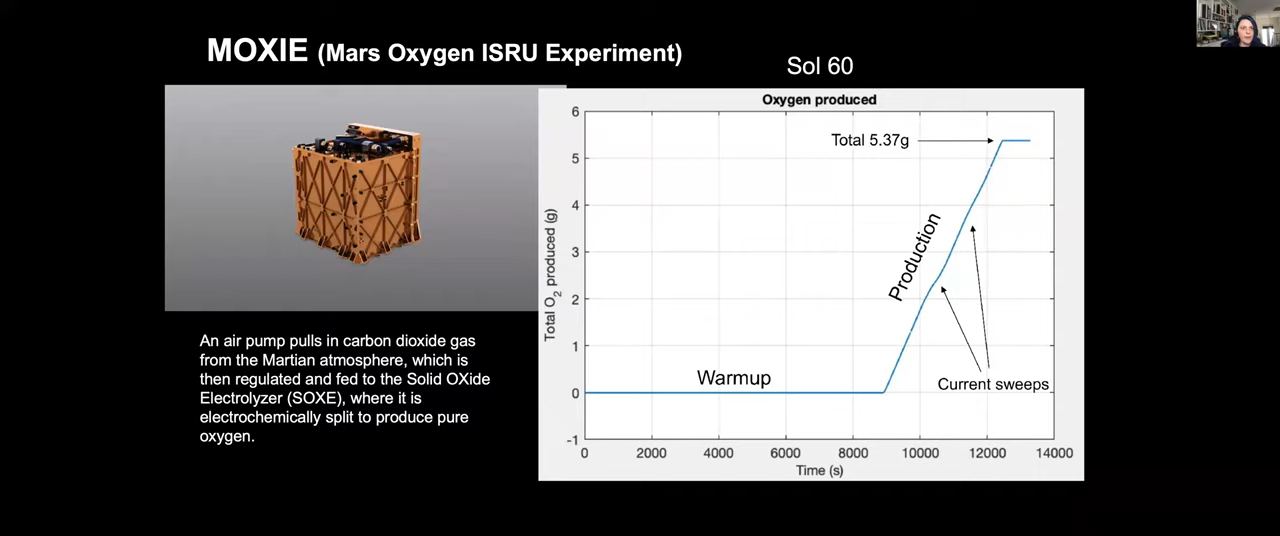 MOXIE (Mars Oxygen ISRU Experiment)
Sol 60
An air pump pulls in carbon dioxide gas
from the Martian atmosphere, which is
then regulated and fed to the Solid OXide
Electrolyzer (SOXE), where it is
electrochemically split to produce pure
oxygen.
Oxygen produced
Total O2 produced (g)
6
5
4
3
2
1
0
-1
Total 5.37g
Production
Warmup
Current sweeps
0 2000 4000 6000 8000 10000 12000 14000
Time (s)